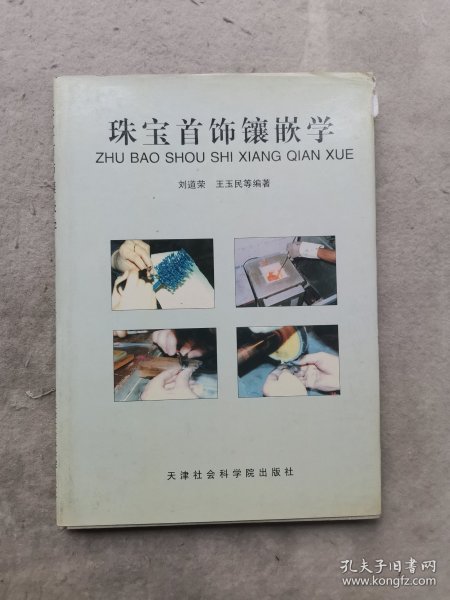 珠宝首饰镶嵌学
ZHU BAO SHOU SHI XIANG QIAN XUE
刘道荣 王玉民等编著
天津社会科学院出版社
孔夫子旧书网
www.kongfz.com